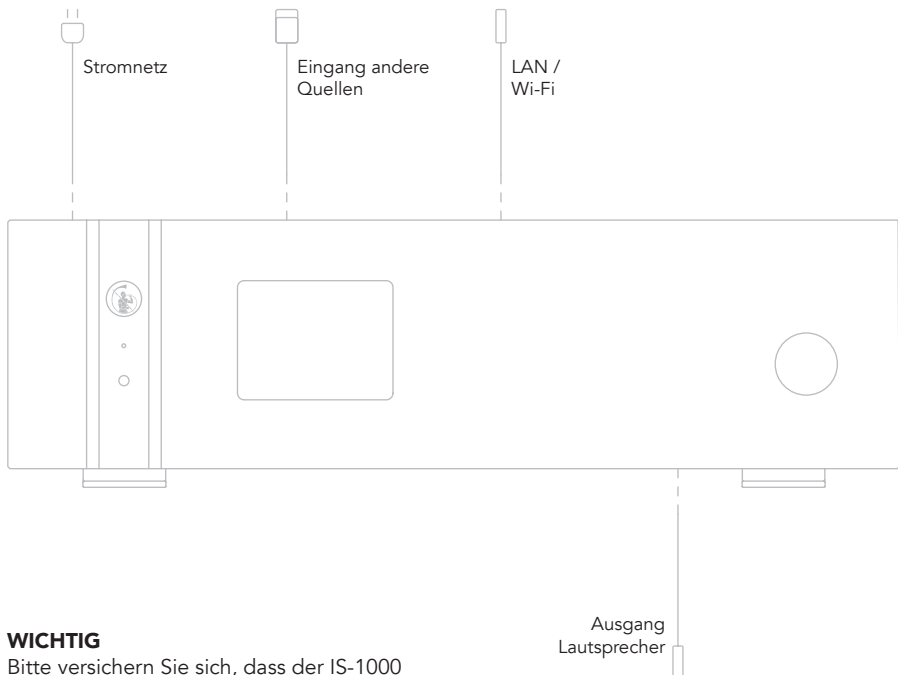 Stromnetz
Eingang andere
Quellen
LAN /
Wi-Fi
Ausgang
Lautsprecher
WICHTIG
Bitte versichern Sie sich, dass der IS-1000